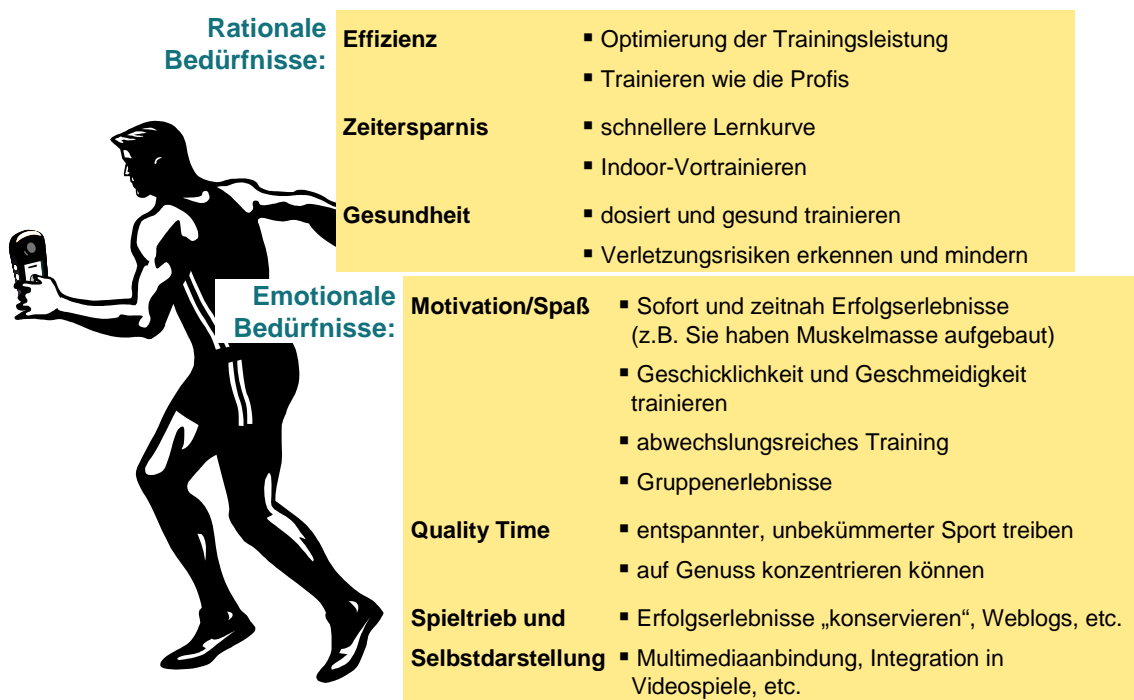 Rationale
Bedürfnisse:
Effizienz
▪ Optimierung der Trainingsleistung
▪ Trainieren wie die Profis
Zeitersparnis
▪ schnellere Lernkurve
▪ Indoor-Vortrainieren
Gesundheit
▪ dosiert und gesund trainieren
▪ Verletzungsrisiken erkennen und mindern
Emotionale
Bedürfnisse:
Motivation/Spaß
▪ Sofort und zeitnah Erfolgserlebnisse
(z.B. Sie haben Muskelmasse aufgebaut)
▪ Geschicklichkeit und Geschmeidigkeit
trainieren
▪ abwechslungsreiches Training
▪ Gruppenerlebnisse
Quality Time
▪ entspannter, unbekümmerter Sport treiben
▪ auf Genuss konzentrieren können
Spieltrieb und
Selbstdarstellung
▪ Erfolgserlebnisse „konservieren“, Weblogs, etc.
▪ Multimediaanbindung, Integration in
Videospiele, etc.